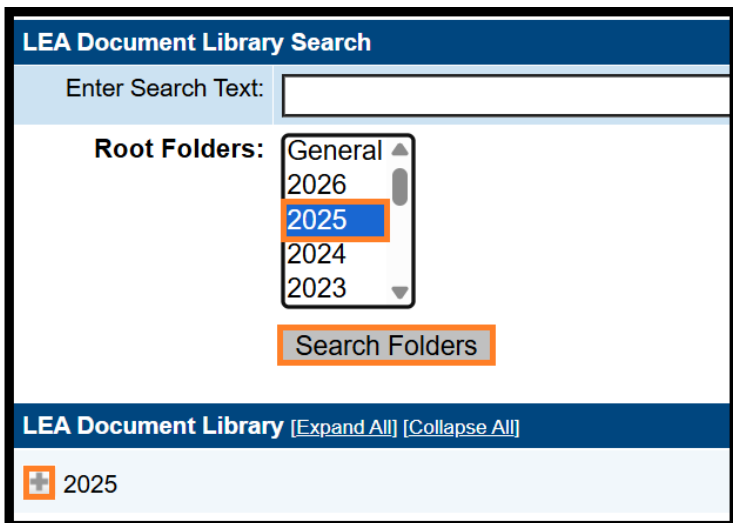 LEA Document Library Search
Enter Search Text:
Root Folders:
General
2026
2025
2024
2023
Search Folders
LEA Document Library [Expand All] [Collapse All]
2025